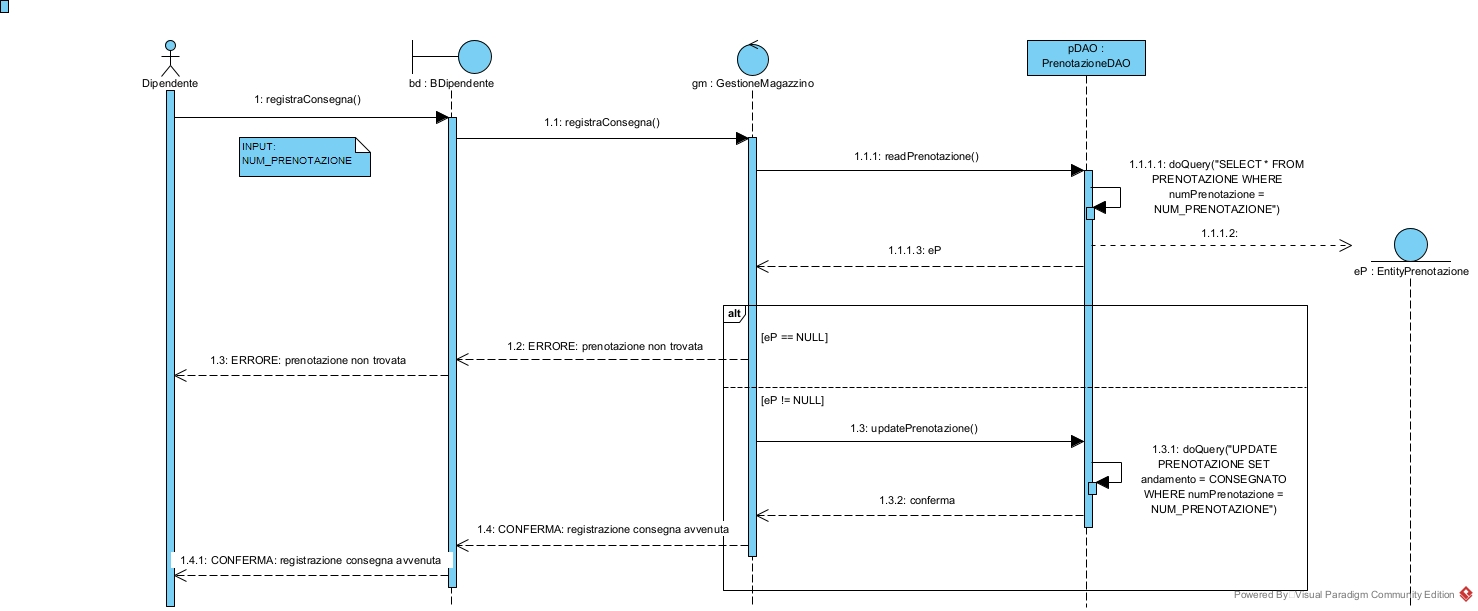 Dipendente
bd : BDipendente
gm : GestioneMagazzino
pDAO :
PrenotazioneDAO
1: registraConsegna()
INPUT:
NUM_PRENOTAZIONE
1.1: registraConsegna()
1.1.1: readPrenotazione()
1.1.1.1: doQuery("SELECT * FROM
PRENOTAZIONE WHERE
numPrenotazione =
NUM_PRENOTAZIONE")
1.1.1.2:
eP : EntityPrenotazione
1.1.1.3: eP
alt
[eP == NULL]
1.2: ERRORE: prenotazione non trovata
1.3: ERRORE: prenotazione non trovata
[eP != NULL]
1.3: updatePrenotazione()
1.3.1: doQuery("UPDATE
PRENOTAZIONE SET
andamento = CONSEGNATO
WHERE numPrenotazione =
NUM_PRENOTAZIONE")
1.3.2: conferma
1.4: CONFERMA: registrazione consegna avvenuta
1.4.1: CONFERMA: registrazione consegna avvenuta
Powered By Visual Paradigm Community Edition